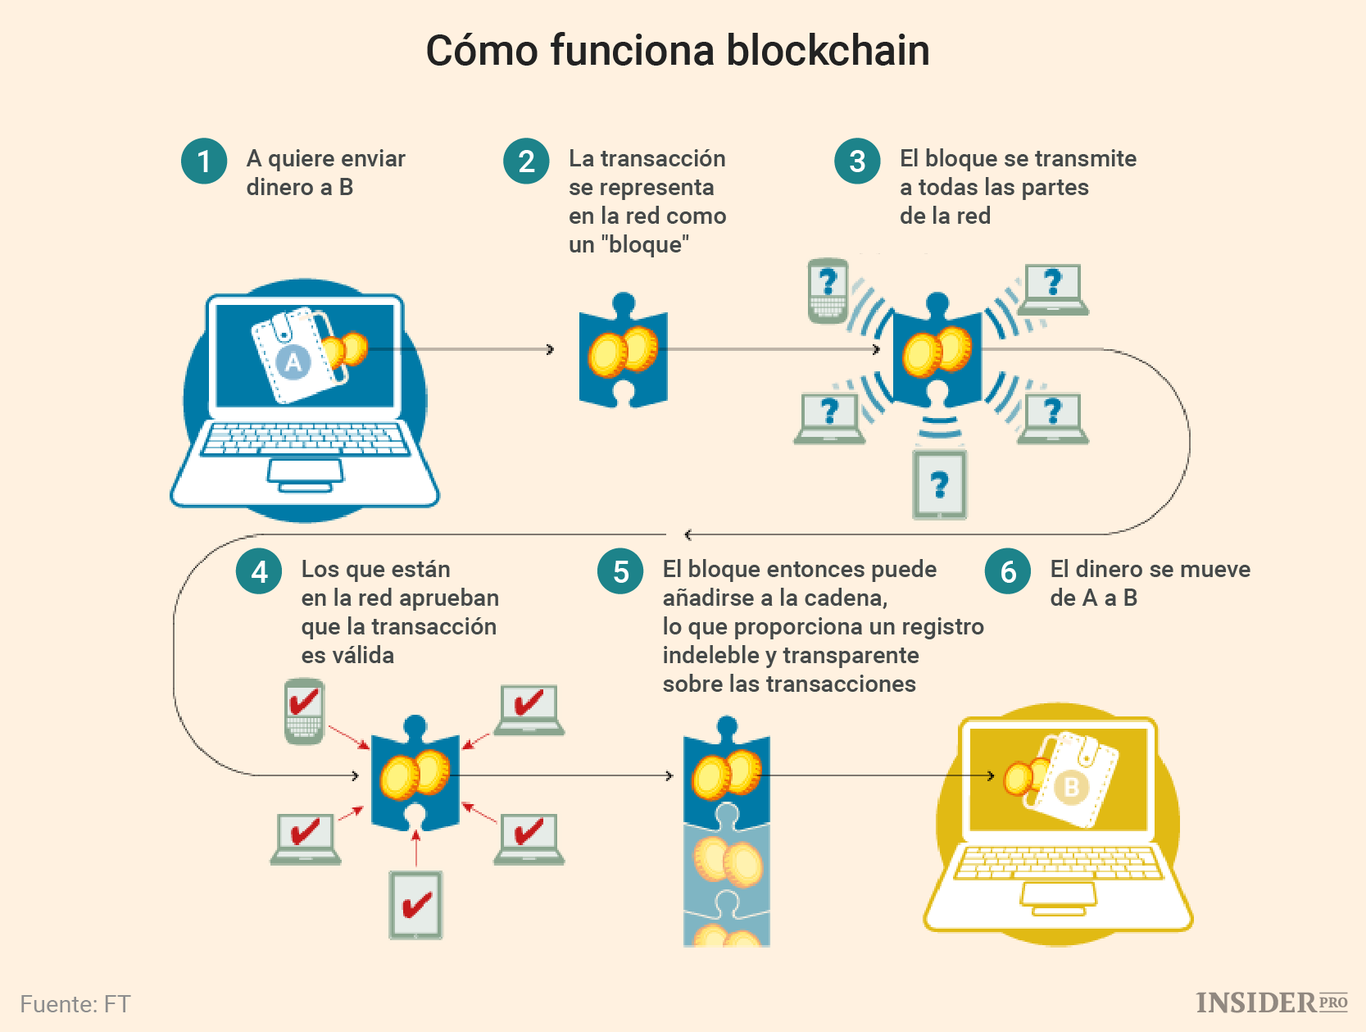 Cómo funciona blockchain
1
A quiere enviar
dinero a B
2
La transacción
se representa
en la red como
un "bloque"
3
El bloque se transmite
a todas las partes
de la red
A
?
?
?
?
?
4
Los que están
en la red aprueban
que la transacción
es válida
5
El bloque entonces puede
añadirse a la cadena,
lo que proporciona un registro
indeleble y transparente
sobre las transacciones
6
El dinero se mueve
de A a B
B
Fuente: FT
INSIDER PRO